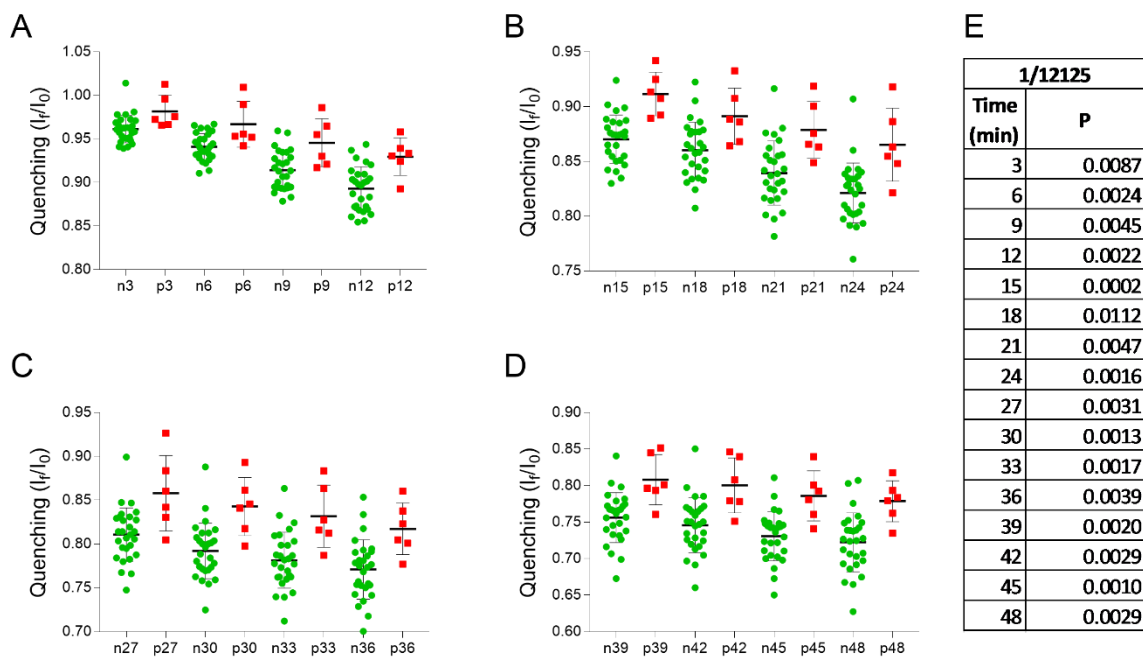 A
Quenching (If/I0)
1.05
1.00
0.95
0.90
0.85
0.80
n3 p3 n6 p6 n9 p9 n12 p12
B
Quenching (If/I0)
0.95
0.90
0.85
0.80
0.75
n15 p15 n18 p18 n21 p21 n24 p24
C
Quenching (If/I0)
0.95
0.90
0.85
0.80
0.75
0.70
n27 p27 n30 p30 n33 p33 n36 p36
D
Quenching (If/I0)
0.90
0.85
0.80
0.75
0.70
0.65
0.60
n39 p39 n42 p42 n45 p45 n48 p48
E
1/12125
Time (min) P
3 0.0087
6 0.0024
9 0.0045
12 0.0022
15 0.0002
18 0.0112
21 0.0047
24 0.0016
27 0.0031
30 0.0013
33 0.0017
36 0.0039
39 0.0020
42 0.0029
45 0.0010
48 0.0029